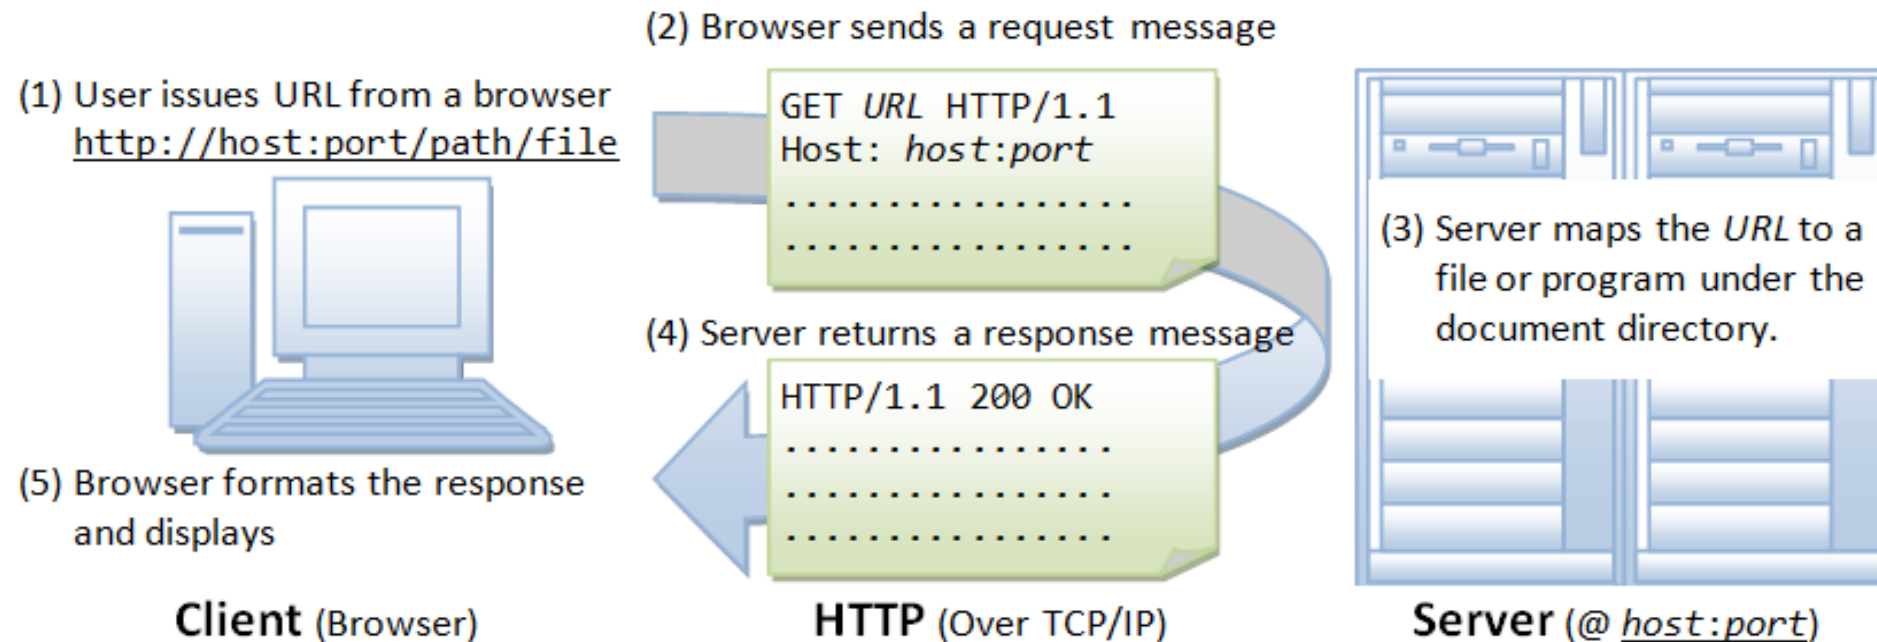 (1) User issues URL from a browser
http://host:port/path/file
(2) Browser sends a request message
GET URL HTTP/1.1
Host: host:port
.................
.................
(3) Server maps the URL to a
file or program under the
document directory.
(4) Server returns a response message
HTTP/1.1 200 OK
................
................
................
(5) Browser formats the response
and displays
Client (Browser)
HTTP (Over TCP/IP)
Server (@ host:port)